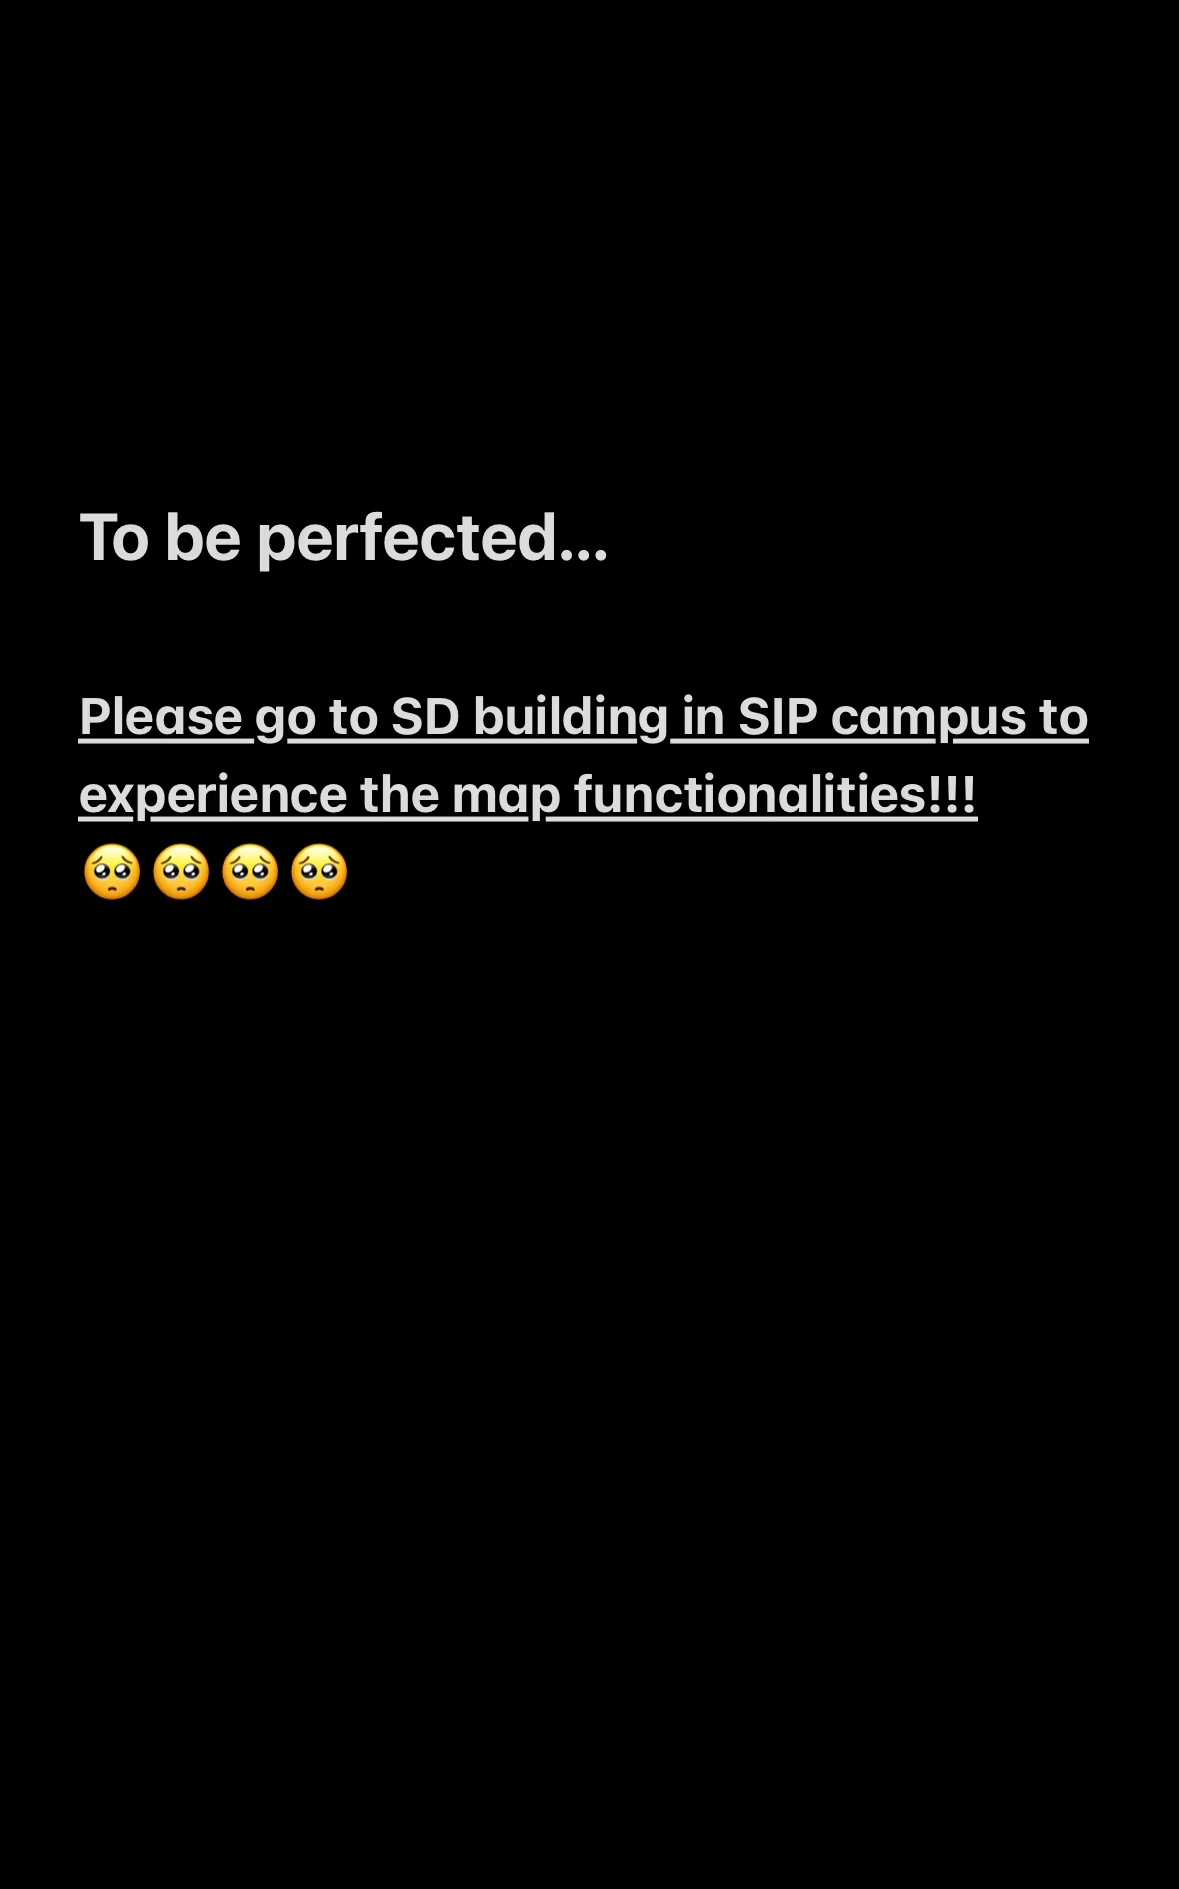 To be perfected...
Please go to SD building in SIP campus to
experience the map functionalities!!!
🥺🥺🥺🥺